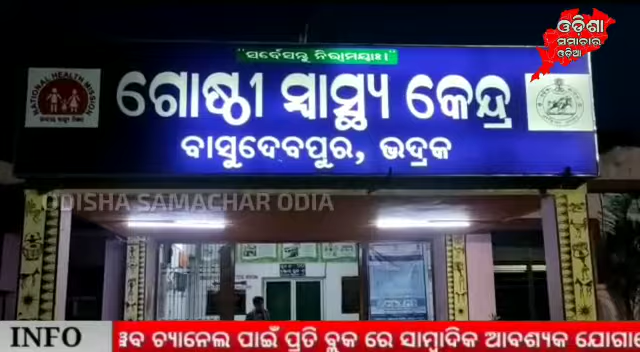 ଓଡ଼ିଶା
ସମାଚାର
ଓଡ଼ିଆ
"ସର୍ବେସନ୍ତୁ ନିରାମୟାଃ।"
NATIONAL HEALTH MISSION
ଗୋଷ୍ଠୀ ସ୍ୱାସ୍ଥ୍ୟ କେନ୍ଦ୍ର
ବାସୁଦେବପୁର, ଭଦ୍ରକ
ODISHA SAMACHAR ODIA
INFO
ୱେବ ଚ୍ୟାନେଲ ପାଇଁ ପ୍ରତି ବ୍ଲକ ରେ ସାମ୍ବାଦିକ ଆବଶ୍ୟକ ଯୋଗାଯୋଗ